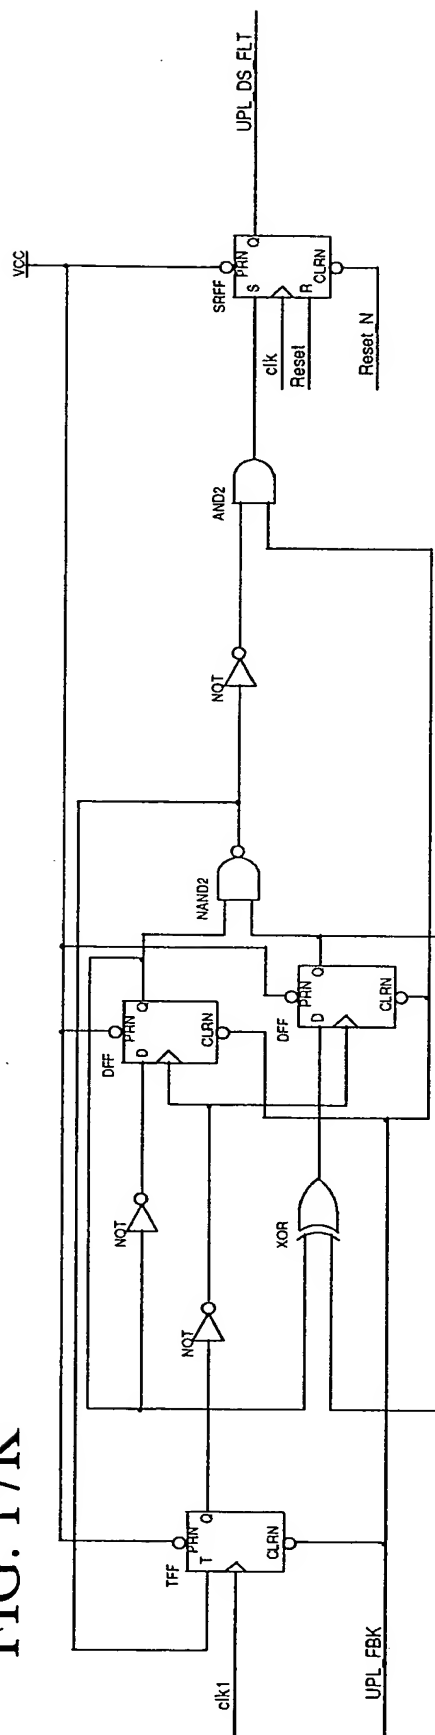 FIG. 17K
VCC
UPL_DS_FLT
SRFF
PRN
S
Q
clk
Reset
R
CLRN
Reset_N
AND2
NOT
NAND2
DFF
PRN
D
Q
CLRN
DFF
PRN
D
Q
CLRN
NOT
NOT
XOR
TFF
PRN
T
Q
CLRN
clk1
UPL_FBK